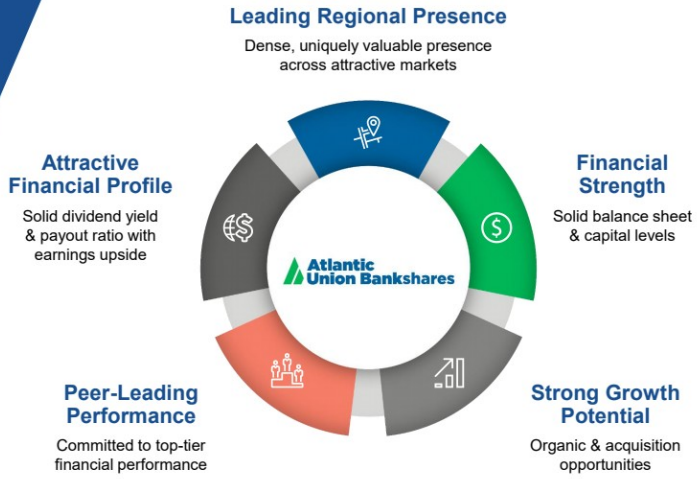 Leading Regional Presence
Dense, uniquely valuable presence
across attractive markets
Attractive
Financial Profile
Solid dividend yield
& payout ratio with
earnings upside
Financial
Strength
Solid balance sheet
& capital levels
Atlantic
Union Bankshares
Peer-Leading
Performance
Committed to top-tier
financial performance
Strong Growth
Potential
Organic & acquisition
opportunities